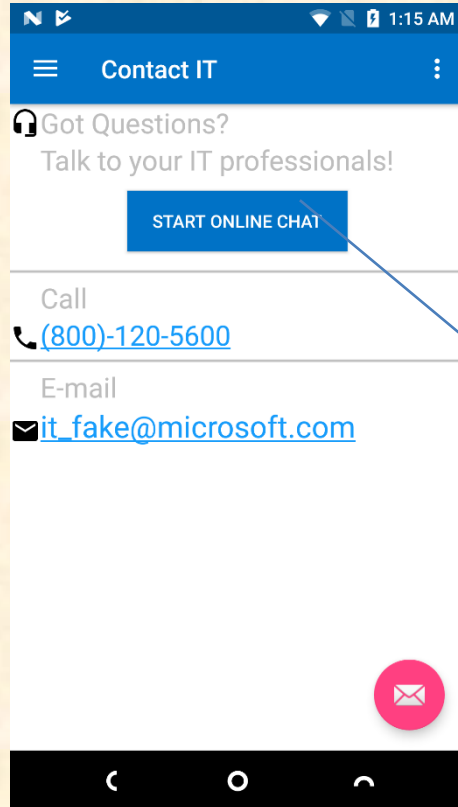 1:15 AM
Contact IT
Got Questions?
Talk to your IT professionals!
START ONLINE CHAT
Call
(800)-120-5600
E-mail
it_fake@microsoft.com